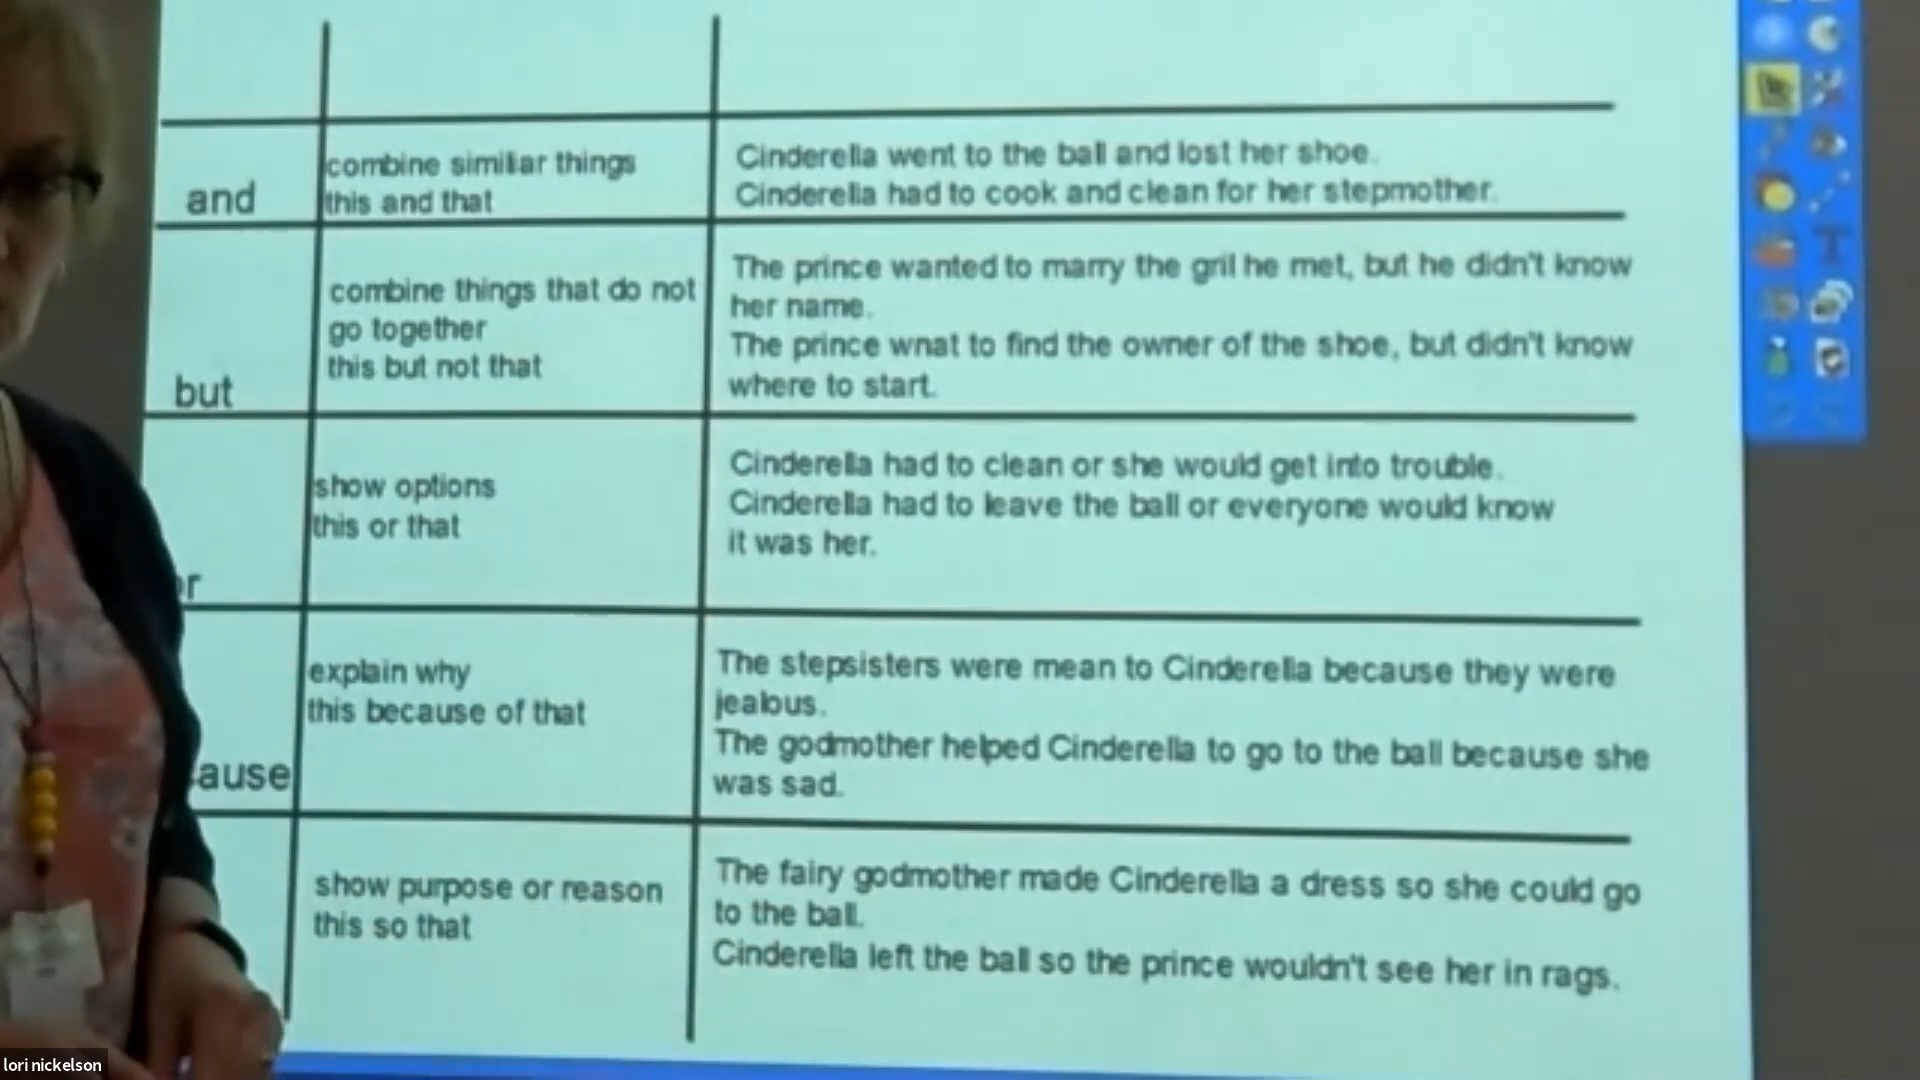 and
combine similiar things
this and that
Cinderella went to the ball and lost her shoe.
Cinderella had to cook and clean for her stepmother.
but
combine things that do not
go together
this but not that
The prince wanted to marry the gril he met, but he didn't know
her name.
The prince wnat to find the owner of the shoe, but didn't know
where to start.
r
show options
this or that
Cinderella had to clean or she would get into trouble.
Cinderella had to leave the ball or everyone would know
it was her.
ause
explain why
this because of that
The stepsisters were mean to Cinderella because they were
jealous.
The godmother helped Cinderella to go to the ball because she
was sad.
show purpose or reason
this so that
The fairy godmother made Cinderella a dress so she could go
to the ball.
Cinderella left the ball so the prince wouldn't see her in rags.
lori nickelson